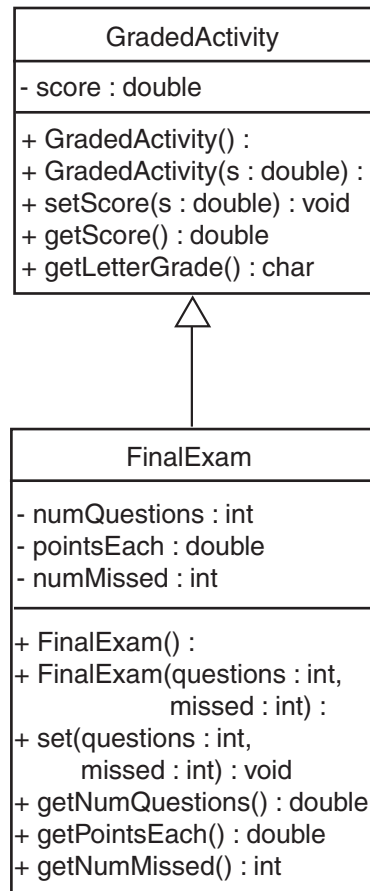 GradedActivity
- score : double
+ GradedActivity() :
+ GradedActivity(s : double) :
+ setScore(s : double) : void
+ getScore() : double
+ getLetterGrade() : char
FinalExam
- numQuestions : int
- pointsEach : double
- numMissed : int
+ FinalExam() :
+ FinalExam(questions : int,
missed : int) :
+ set(questions : int,
missed : int) : void
+ getNumQuestions() : double
+ getPointsEach() : double
+ getNumMissed() : int